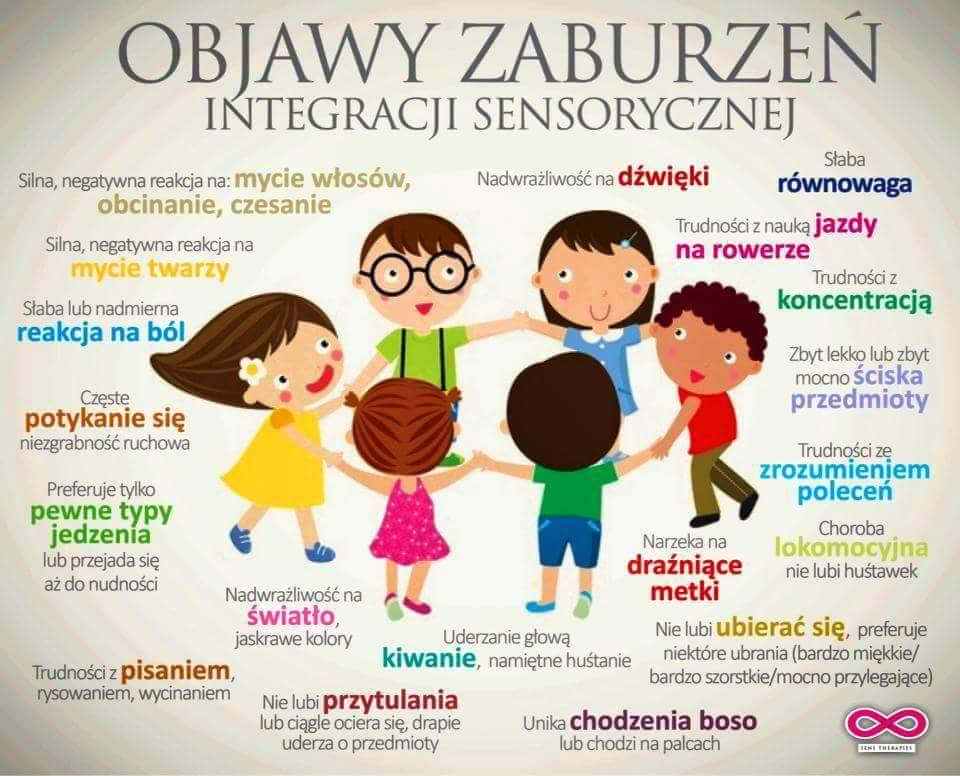 OBJAWY ZABURZEŃ
INTEGRACJI SENSORYCZNEJ
Silna, negatywna reakcja na: mycie włosów,
obcinanie, czesanie
Nadwrażliwość na dźwięki
Słaba
równowaga
Silna, negatywna reakcja na
mycie twarzy
Trudności z nauką jazdy
na rowerze
Słaba lub nadmierna
reakcja na ból
Trudności z
koncentracją
Zbyt lekko lub zbyt
mocno ściska
przedmioty
Częste
potykanie się
niezgrabność ruchowa
Trudności ze
zrozumieniem
poleceń
Preferuje tylko
pewne typy
jedzenia
lub przejada się
aż do nudności
Choroba
lokomocyjna
nie lubi huśtawek
Narzeka na
draźniące
metki
Nadwrażliwość na
światło,
jaskrawe kolory
Uderzanie głową
kiwanie, namiętne huśtanie
Nie lubi ubierać się, preferuje
niektóre ubrania (bardzo miękkie/
bardzo szorstkie/mocno przylegające)
Trudności z pisaniem,
rysowaniem, wycinaniem
Nie lubi przytulania
lub ciągle ociera się, drapie
uderza o przedmioty
Unika chodzenia boso
lub chodzi na palcach